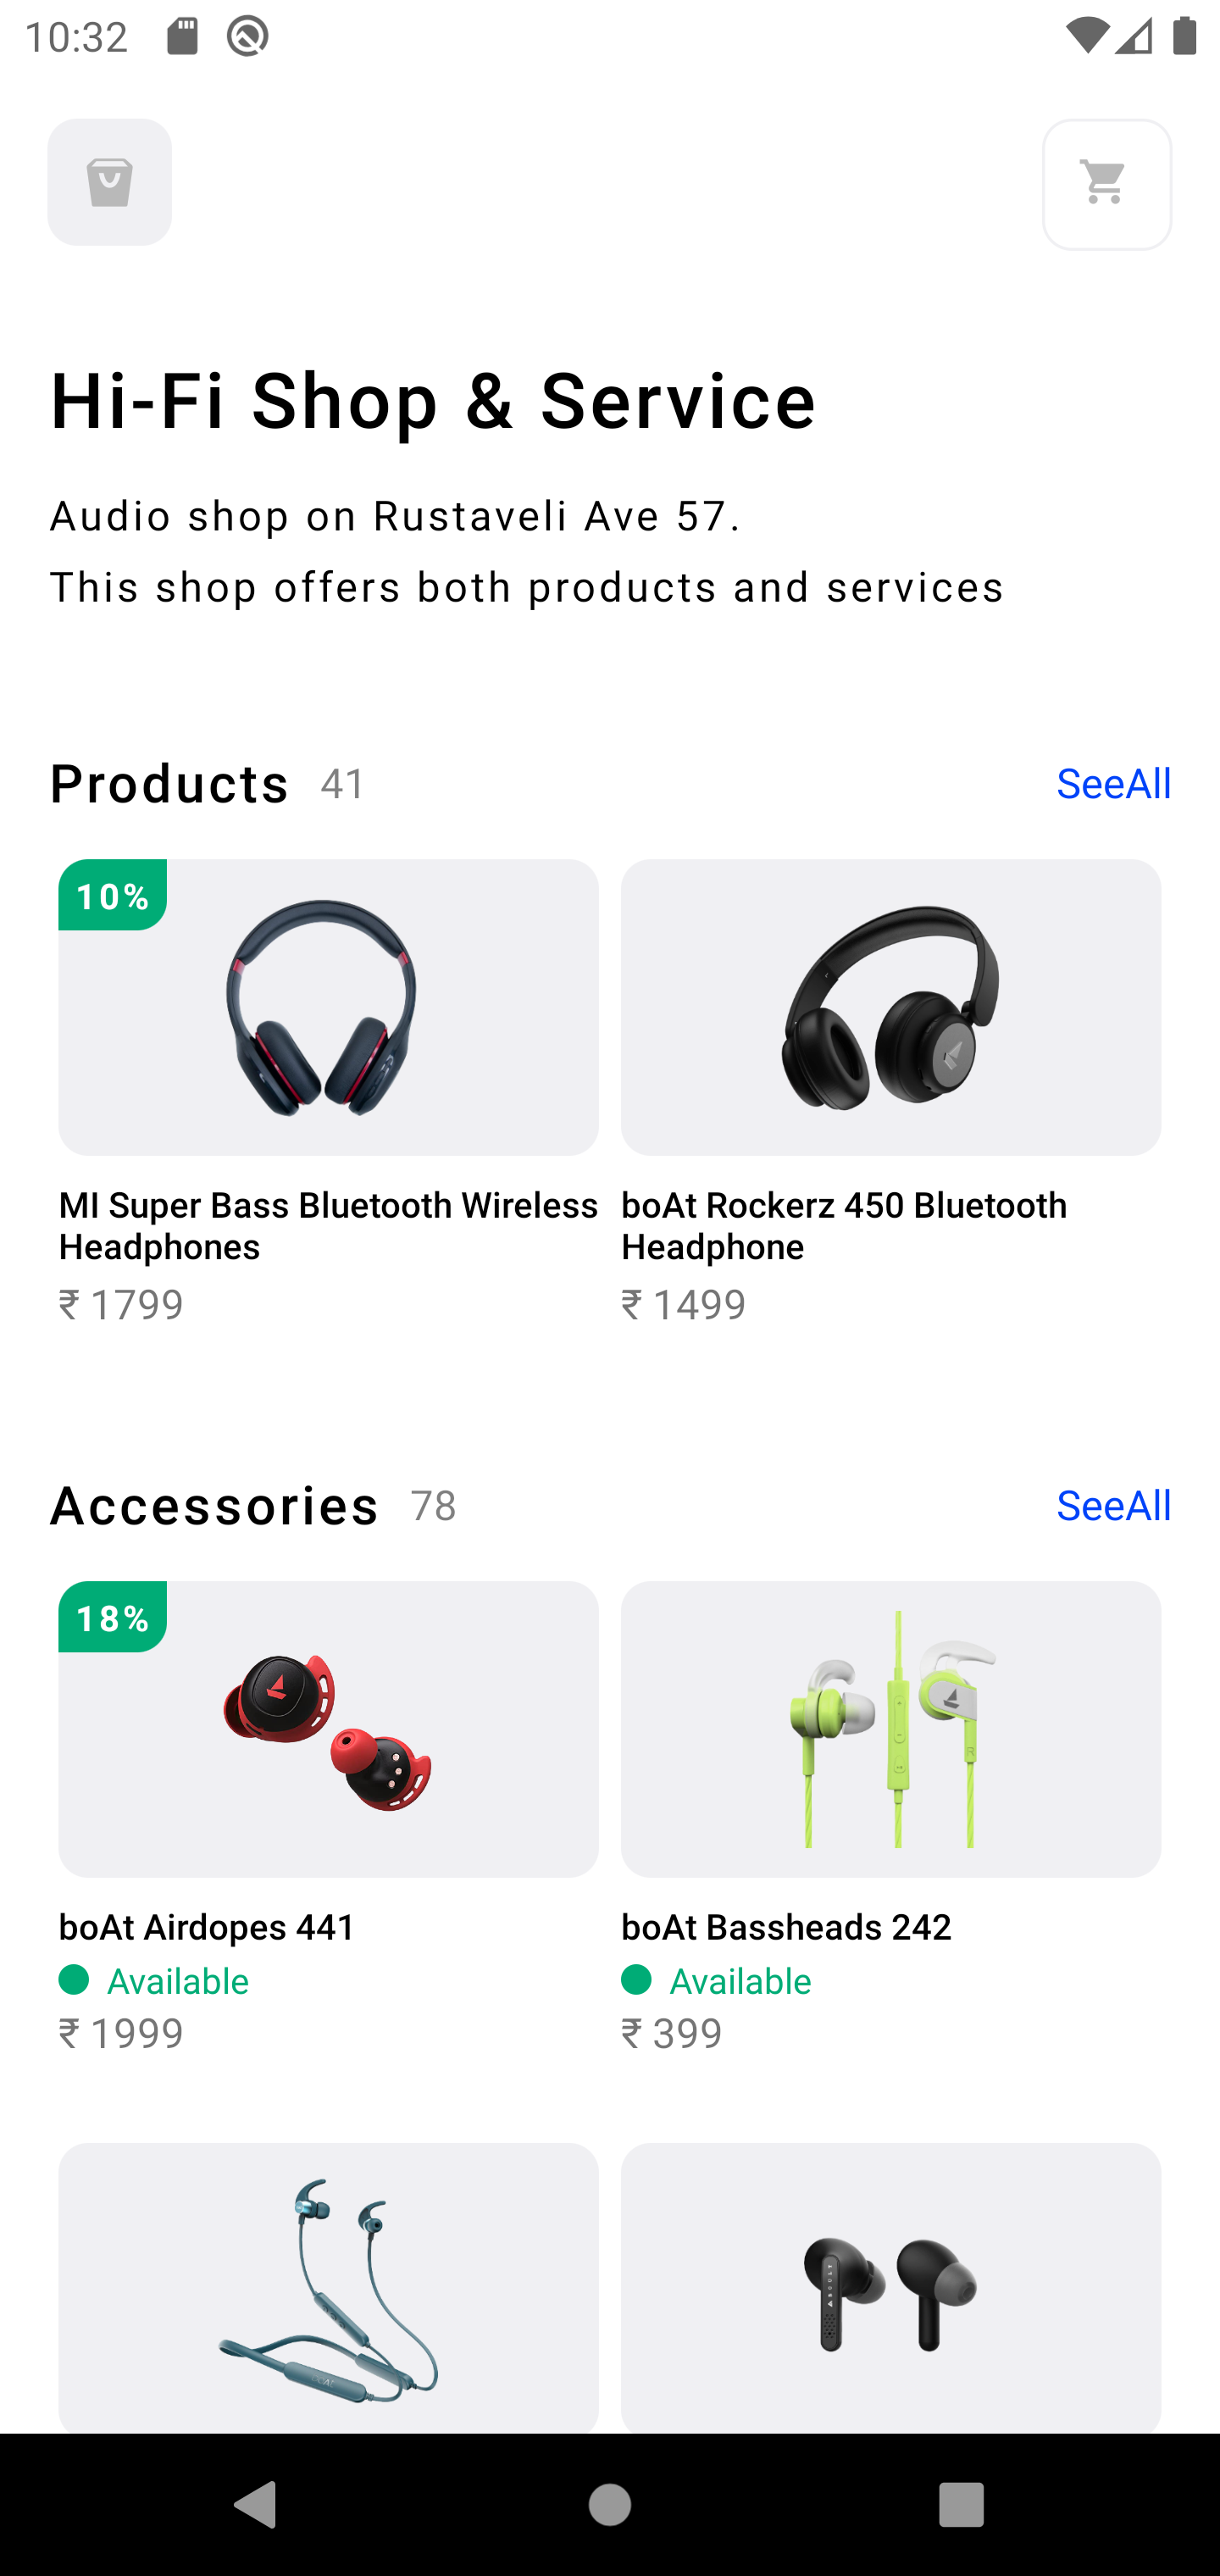 10:32
Hi-Fi Shop & Service
Audio shop on Rustaveli Ave 57.
This shop offers both products and services
Products 41 SeeAll
10%
MI Super Bass Bluetooth Wireless
Headphones
₹ 1799
boAt Rockerz 450 Bluetooth
Headphone
₹ 1499
Accessories 78 SeeAll
18%
boAt Airdopes 441
Available
₹ 1999
R
boAt Bassheads 242
Available
₹ 399